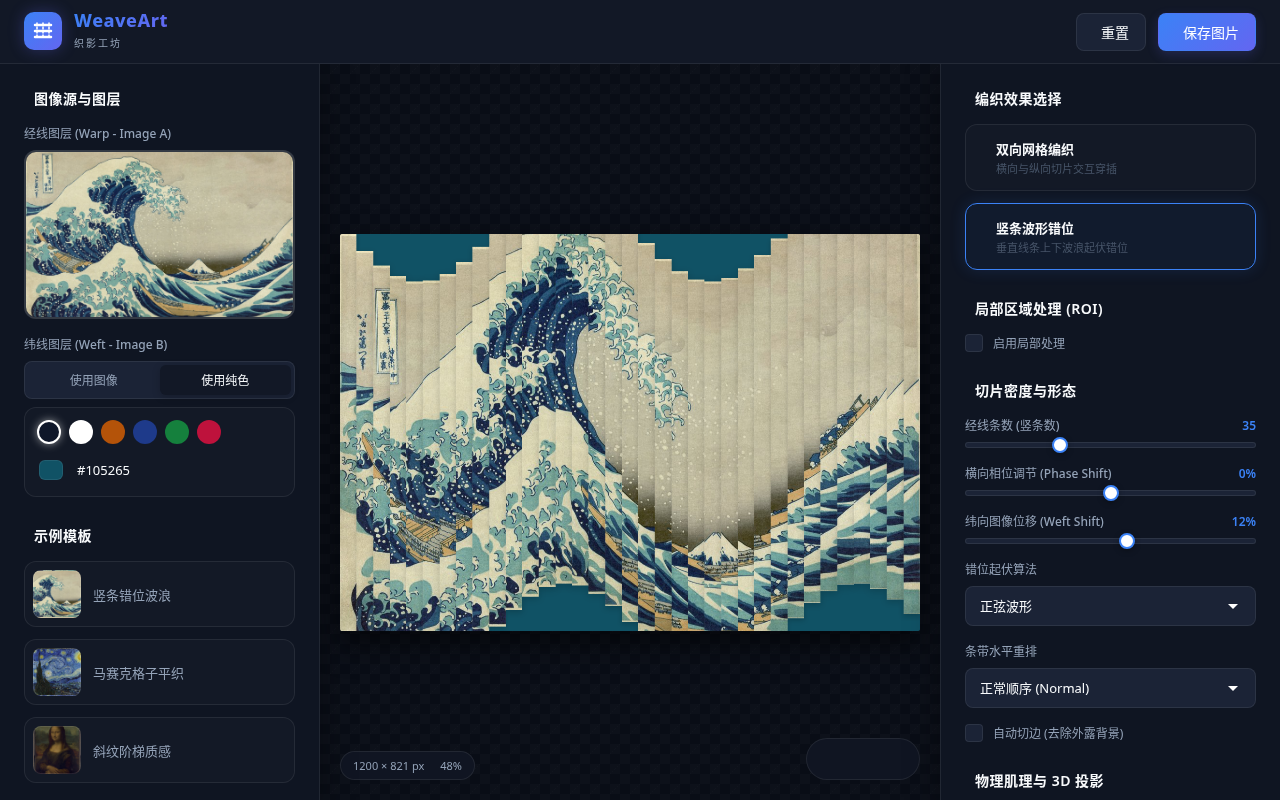 WeaveArt
织影工坊
重置
保存图片
图像源与图层
经线图层 (Warp - Image A)
纬线图层 (Weft - Image B)
使用图像
使用纯色
#105265
示例模板
竖条错位波浪
马赛克格子平织
斜纹阶梯质感
1200 × 821 px
48%
编织效果选择
双向网格编织
横向与纵向切片交互穿插
竖条波形错位
垂直线条上下波浪起伏错位
局部区域处理 (ROI)
启用局部处理
切片密度与形态
经线条数 (竖条数)
35
横向相位调节 (Phase Shift)
0%
纬向图像位移 (Weft Shift)
12%
错位起伏算法
正弦波形
条带水平重排
正常顺序 (Normal)
自动切边 (去除外露背景)
物理肌理与 3D 投影